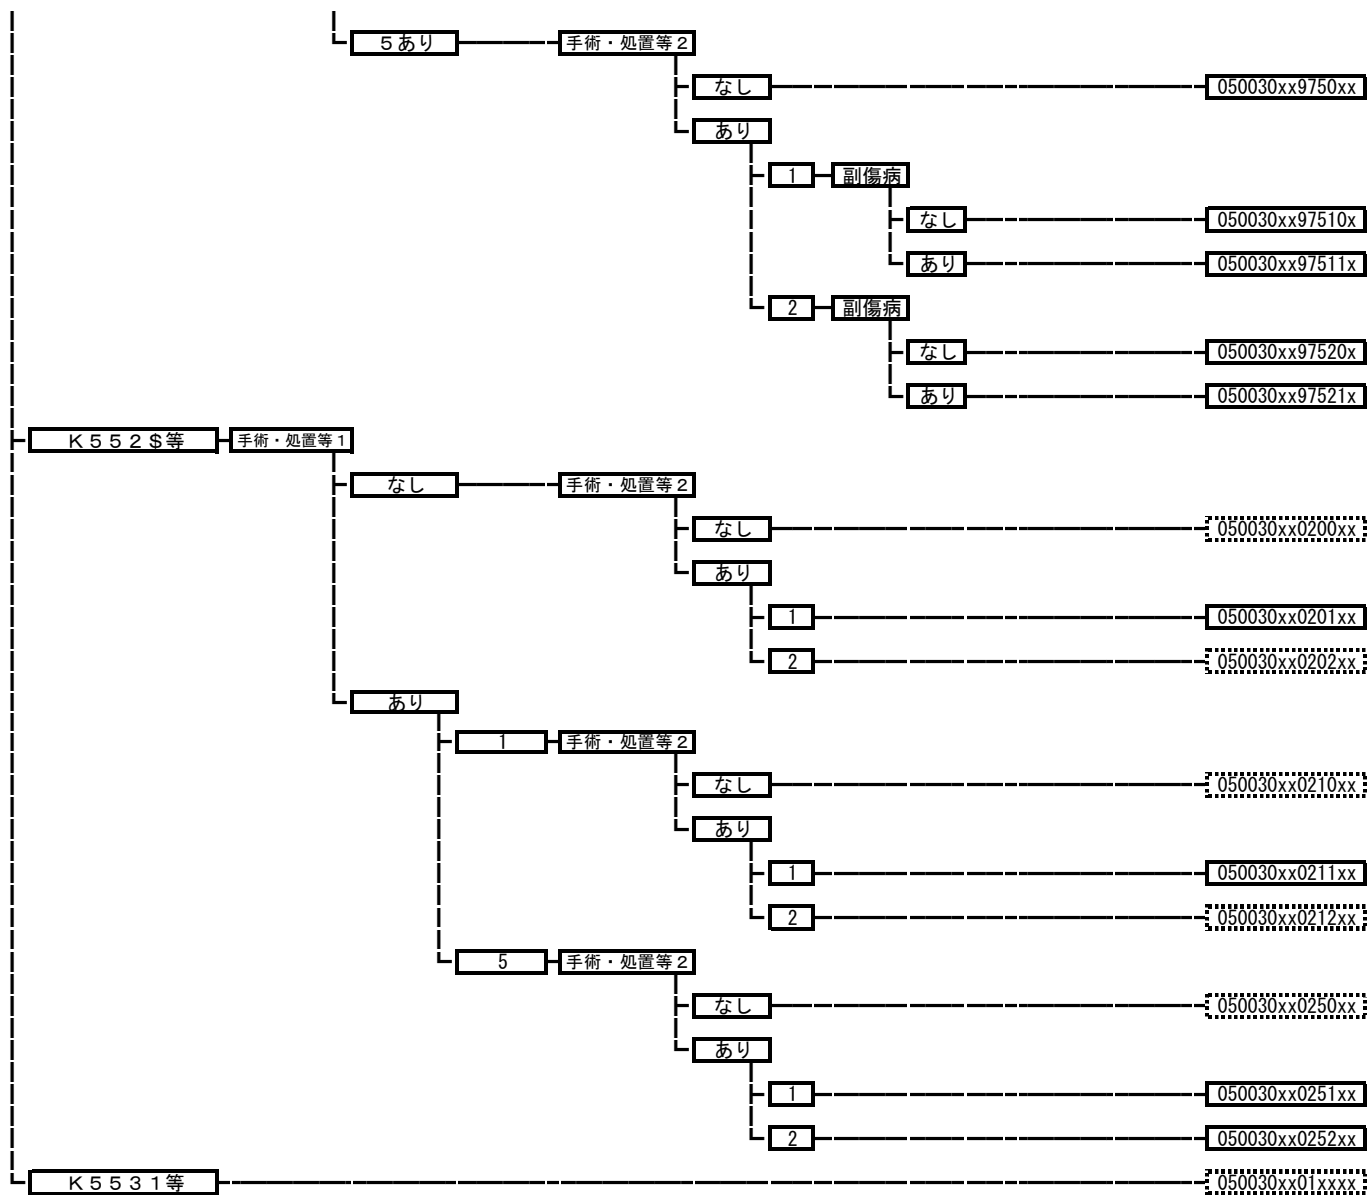 ５あり 手術・処置等２
なし 050030xx9750xx
あり
1 副傷病
なし 050030xx97510x
あり 050030xx97511x
2 副傷病
なし 050030xx97520x
あり 050030xx97521x
Ｋ５５２＄等 手術・処置等１
なし 手術・処置等２
なし 050030xx0200xx
あり
1 050030xx0201xx
2 050030xx0202xx
あり
1 手術・処置等２
なし 050030xx0210xx
あり
1 050030xx0211xx
2 050030xx0212xx
5 手術・処置等２
なし 050030xx0250xx
あり
1 050030xx0251xx
2 050030xx0252xx
Ｋ５５３１等 050030xx01xxxx